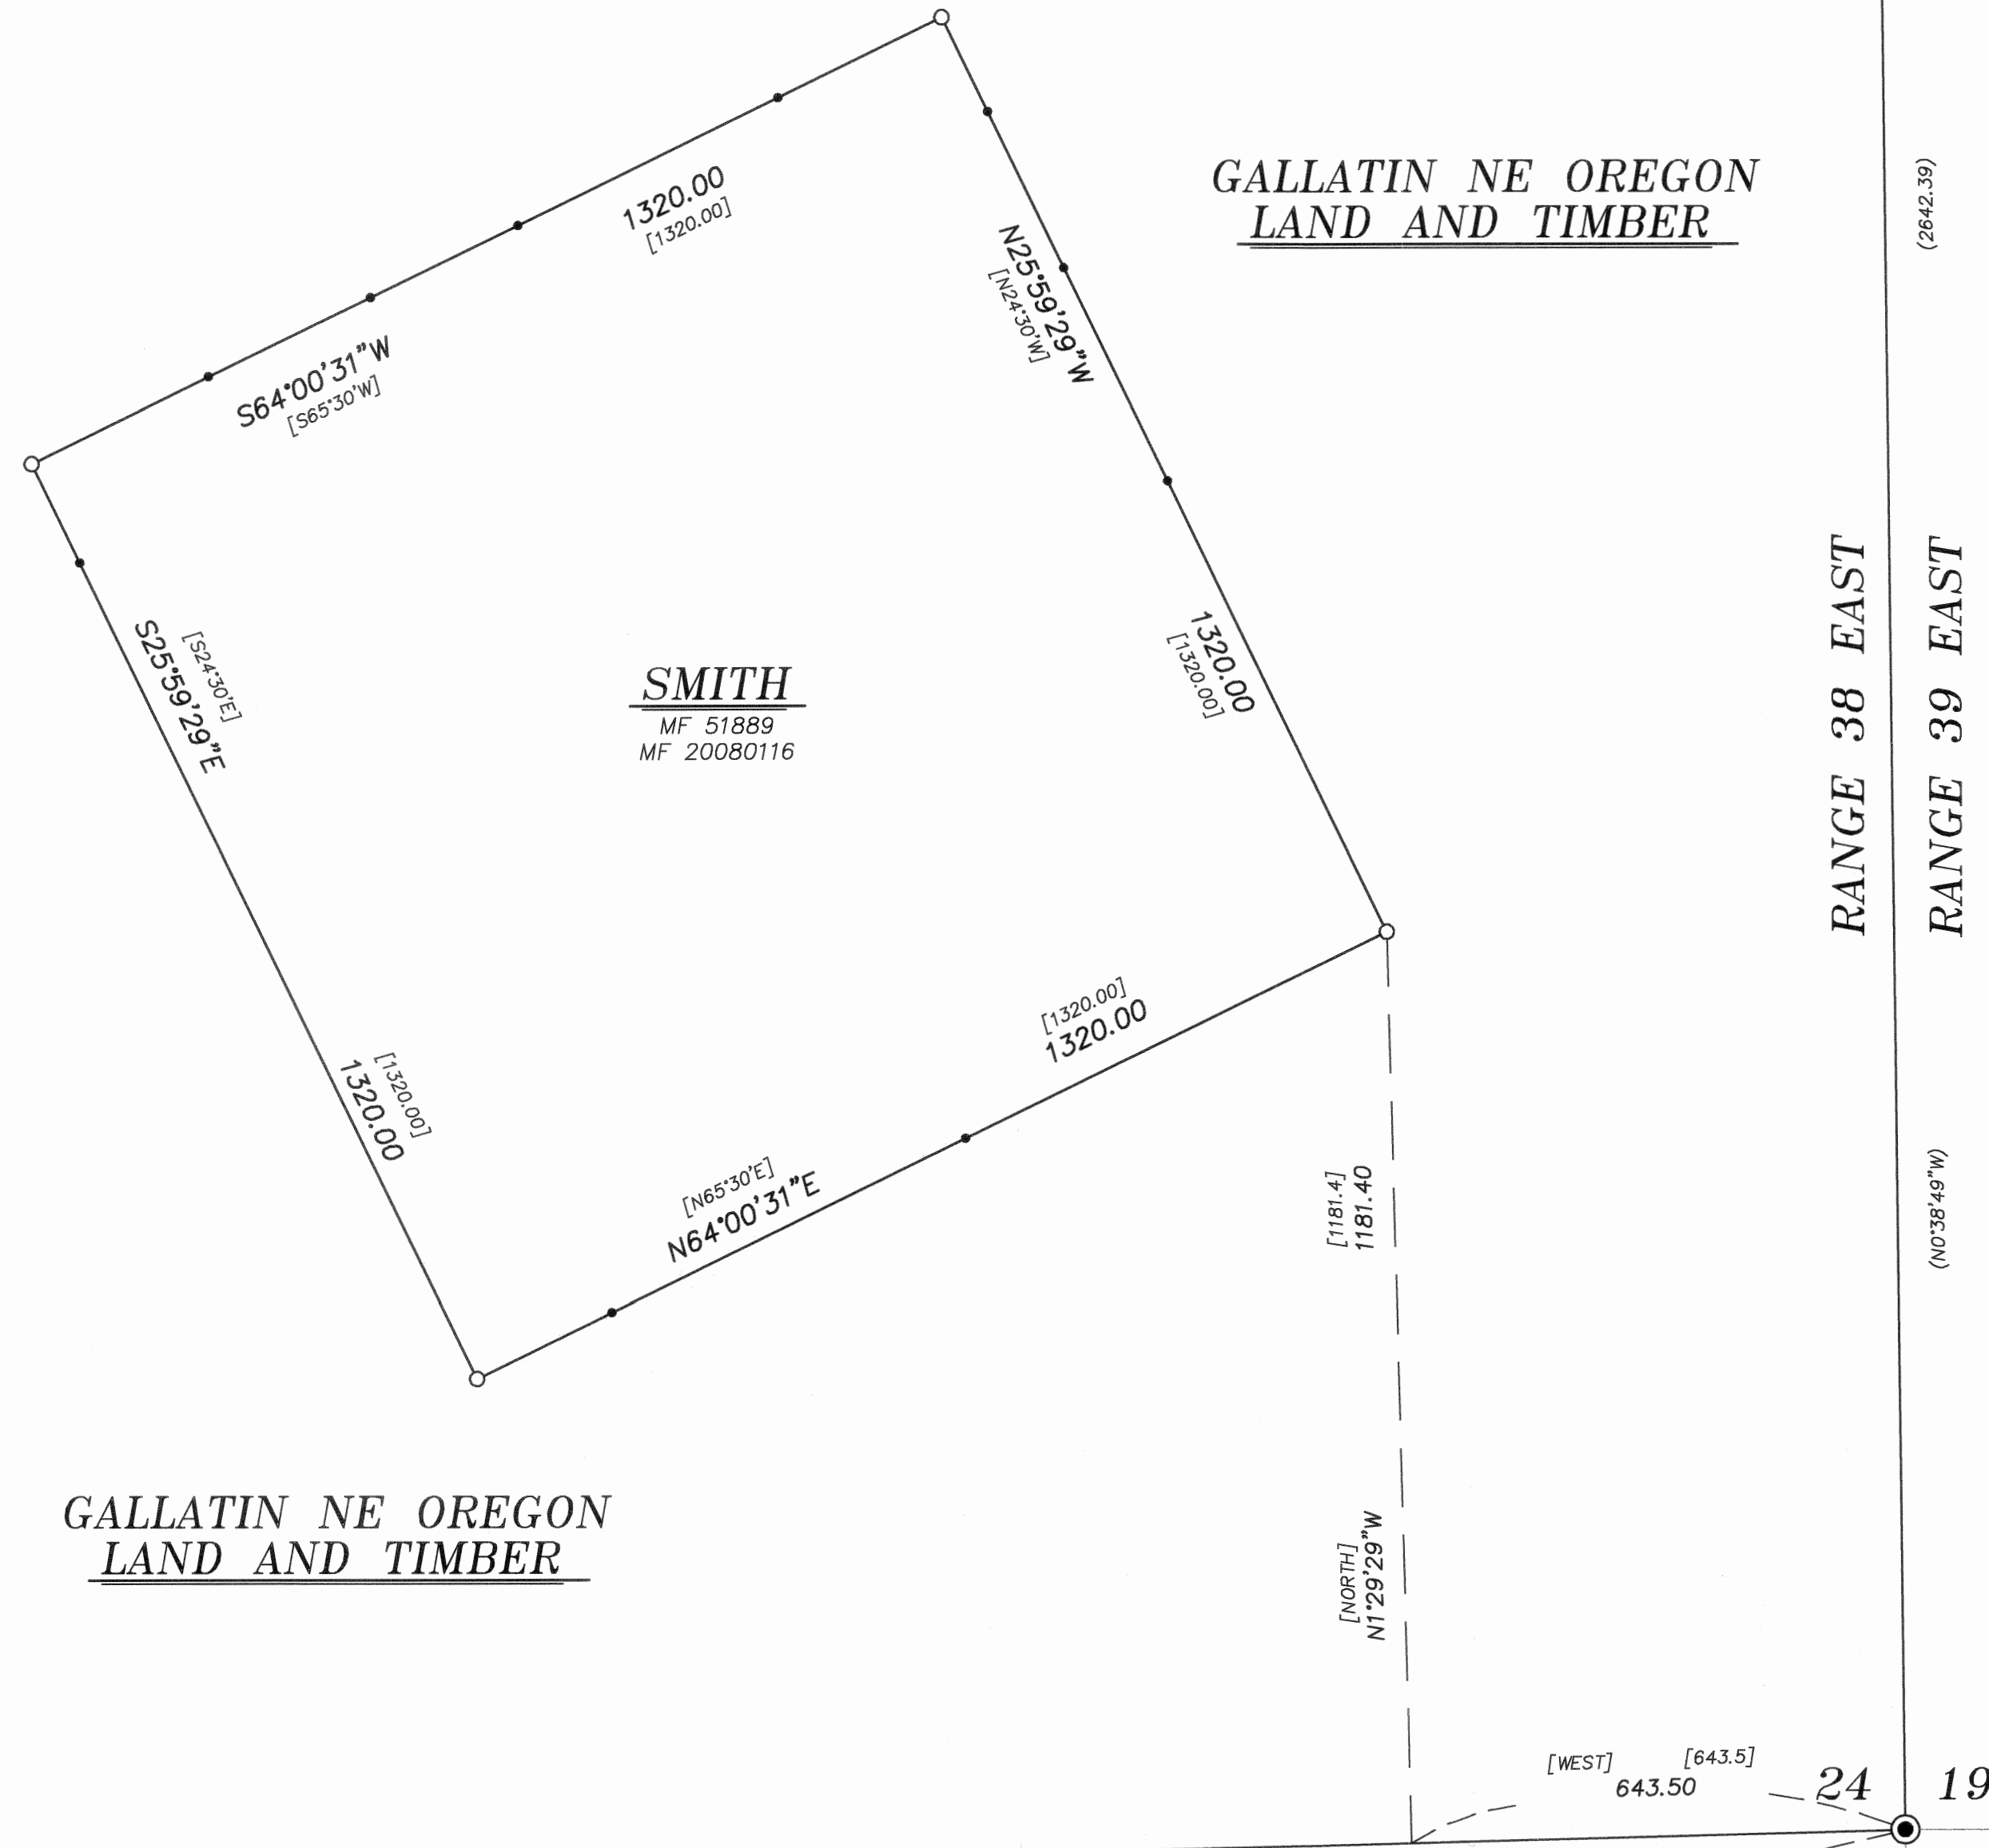 GALLATIN NE OREGON
LAND AND TIMBER
(2642.39)
1320.00
[1320.00]
S64°00'31"W
[S65°30'W]
N25°59'29"W
[N24°30'W]
1320.00
[1320.00]
RANGE 38 EAST
RANGE 39 EAST
[S24°30'E]
S25°59'29"E
SMITH
MF 51889
MF 20080116
[1320.00]
1320.00
[1320.00]
1320.00
[N65°30'E]
N64°00'31"E
[1181.4]
1181.40
(N0°38'49"W)
GALLATIN NE OREGON
LAND AND TIMBER
[NORTH]
N1°29'29"W
[WEST] [643.5]
643.50
24 19